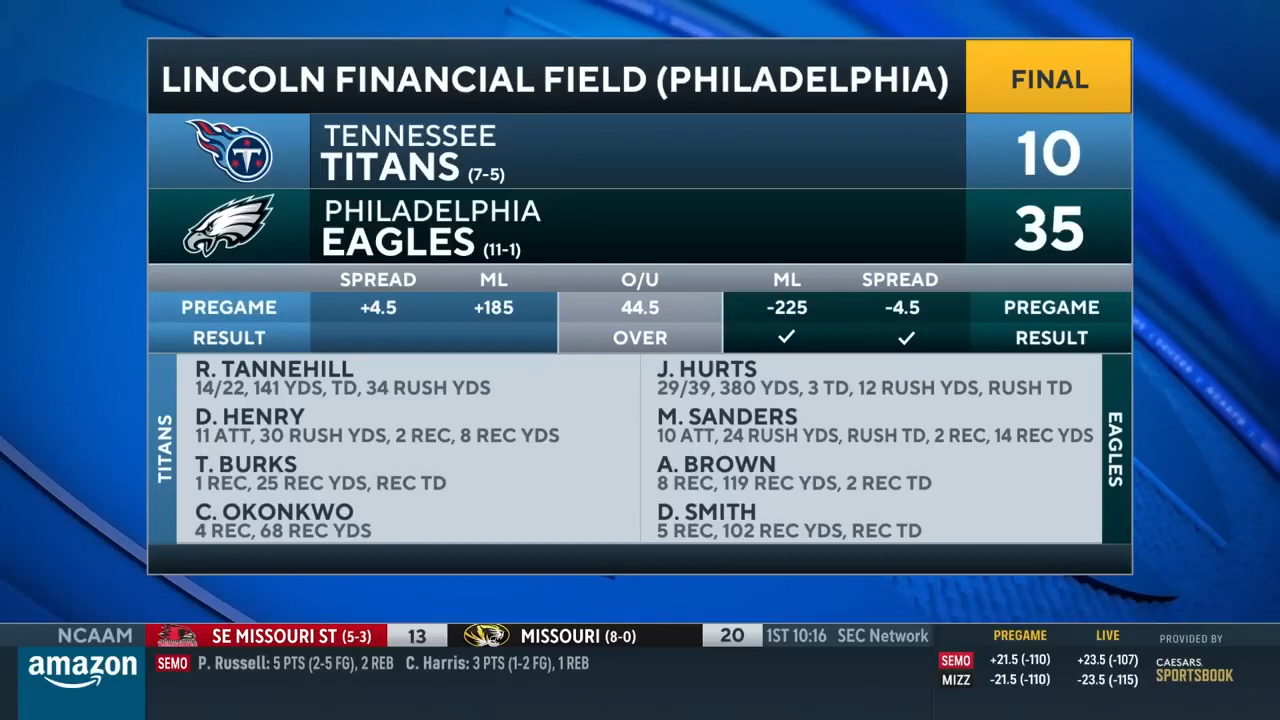 LINCOLN FINANCIAL FIELD (PHILADELPHIA) FINAL
TENNESSEE
TITANS (7-5) 10
PHILADELPHIA
EAGLES (11-1) 35
SPREAD ML O/U ML SPREAD
PREGAME +4.5 +185 44.5 -225 -4.5 PREGAME
RESULT OVER ✓ ✓ RESULT
TITANS
R. TANNEHILL
14/22, 141 YDS, TD, 34 RUSH YDS
D. HENRY
11 ATT, 30 RUSH YDS, 2 REC, 8 REC YDS
T. BURKS
1 REC, 25 REC YDS, REC TD
C. OKONKWO
4 REC, 68 REC YDS
J. HURTS
29/39, 380 YDS, 3 TD, 12 RUSH YDS, RUSH TD
M. SANDERS
10 ATT, 24 RUSH YDS, RUSH TD, 2 REC, 14 REC YDS
A. BROWN
8 REC, 119 REC YDS, 2 REC TD
D. SMITH
5 REC, 102 REC YDS, REC TD
EAGLES
NCAAM SE MISSOURI ST (5-3) 13 MISSOURI (8-0) 20 1ST 10:16 SEC Network
amazon
SEMO P. Russell: 5 PTS (2-5 FG), 2 REB C. Harris: 3 PTS (1-2 FG), 1 REB
PREGAME LIVE
SEMO +21.5 (-110) +23.5 (-107)
MIZZ -21.5 (-110) -23.5 (-115)
PROVIDED BY
CAESARS
SPORTSBOOK